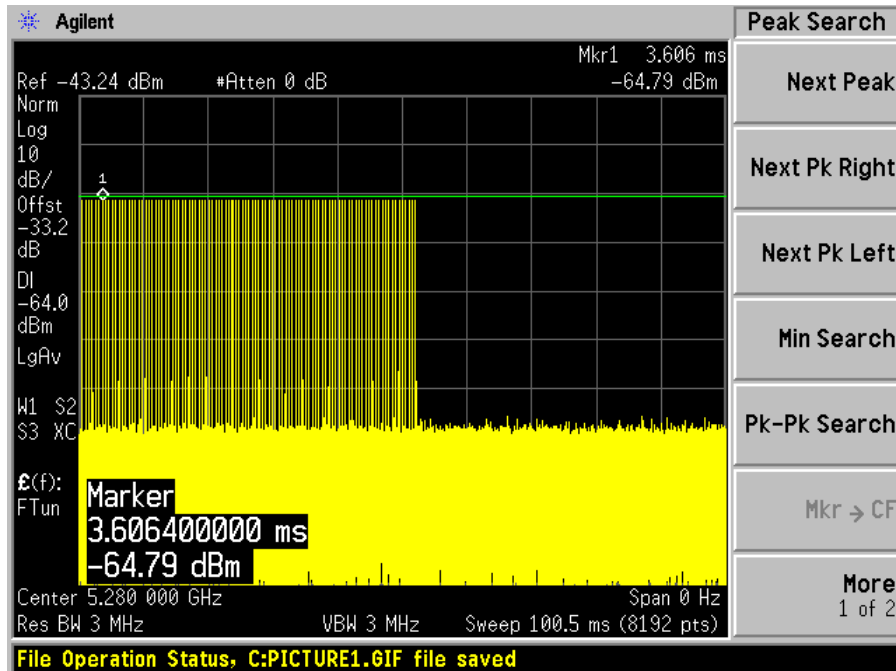 Agilent
Peak Search
Mkr1 3.606 ms
Ref -43.24 dBm #Atten 0 dB -64.79 dBm
Norm
Log
10
dB/
Offst
-33.2
dB
DI
-64.0
dBm
LgAv
W1 S2
S3 XC
£(f):
FTun
1
Marker
3.606400000 ms
-64.79 dBm
Center 5.280 000 GHz Span 0 Hz
Res BW 3 MHz VBW 3 MHz Sweep 100.5 ms (8192 pts)
Next Peak
Next Pk Right
Next Pk Left
Min Search
Pk-Pk Search
Mkr → CF
More
1 of 2
File Operation Status, C:PICTURE1.GIF file saved